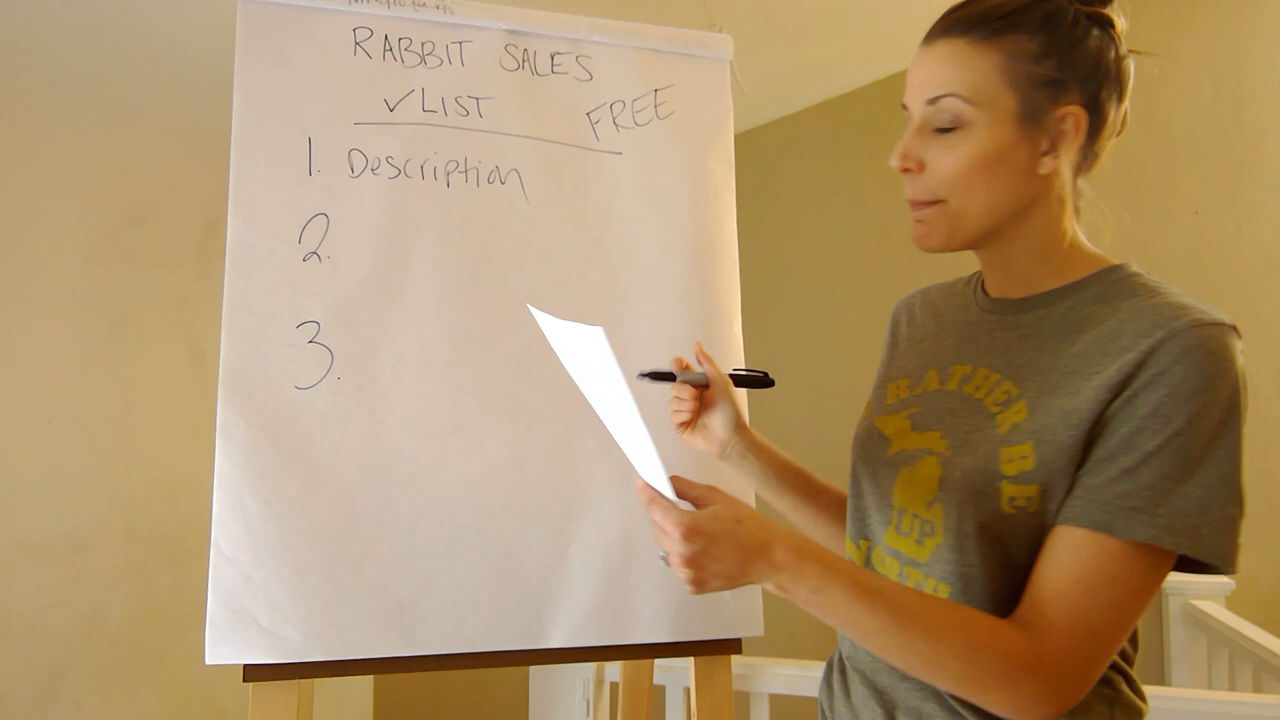 RABBIT SALES
✓LIST
FREE
1. Description
2.
3.
RATHER BE
UP
NORTH